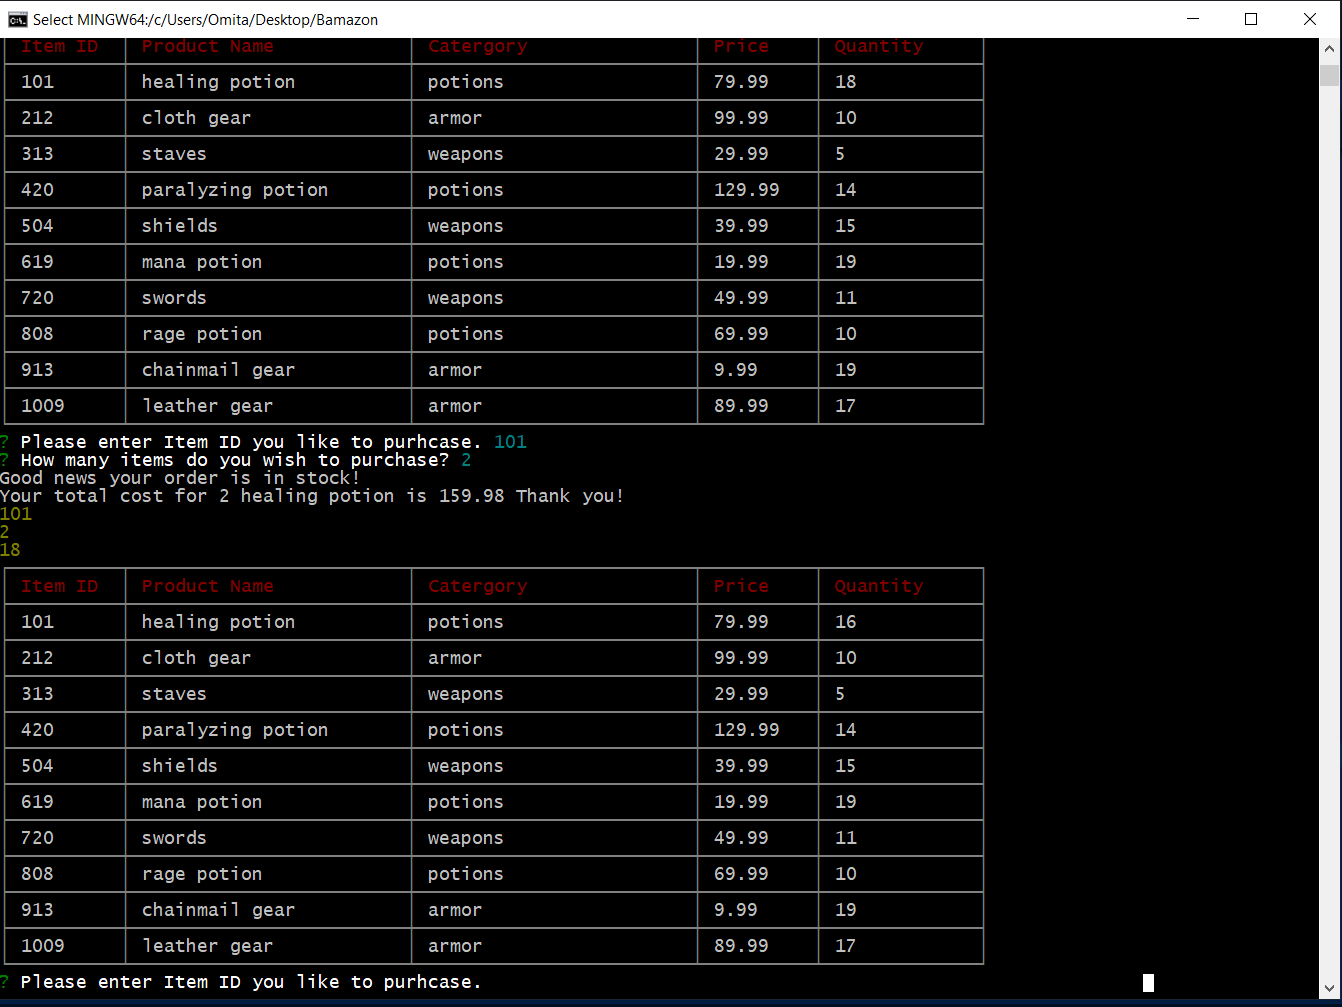 Select MINGW64:/c/Users/Omita/Desktop/Bamazon
Item ID Product Name Catergory Price Quantity
101 healing potion potions 79.99 18
212 cloth gear armor 99.99 10
313 staves weapons 29.99 5
420 paralyzing potion potions 129.99 14
504 shields weapons 39.99 15
619 mana potion potions 19.99 19
720 swords weapons 49.99 11
808 rage potion potions 69.99 10
913 chainmail gear armor 9.99 19
1009 leather gear armor 89.99 17
? Please enter Item ID you like to purhcase. 101
? How many items do you wish to purchase? 2
Good news your order is in stock!
Your total cost for 2 healing potion is 159.98 Thank you!
101
2
18
Item ID Product Name Catergory Price Quantity
101 healing potion potions 79.99 16
212 cloth gear armor 99.99 10
313 staves weapons 29.99 5
420 paralyzing potion potions 129.99 14
504 shields weapons 39.99 15
619 mana potion potions 19.99 19
720 swords weapons 49.99 11
808 rage potion potions 69.99 10
913 chainmail gear armor 9.99 19
1009 leather gear armor 89.99 17
? Please enter Item ID you like to purhcase.